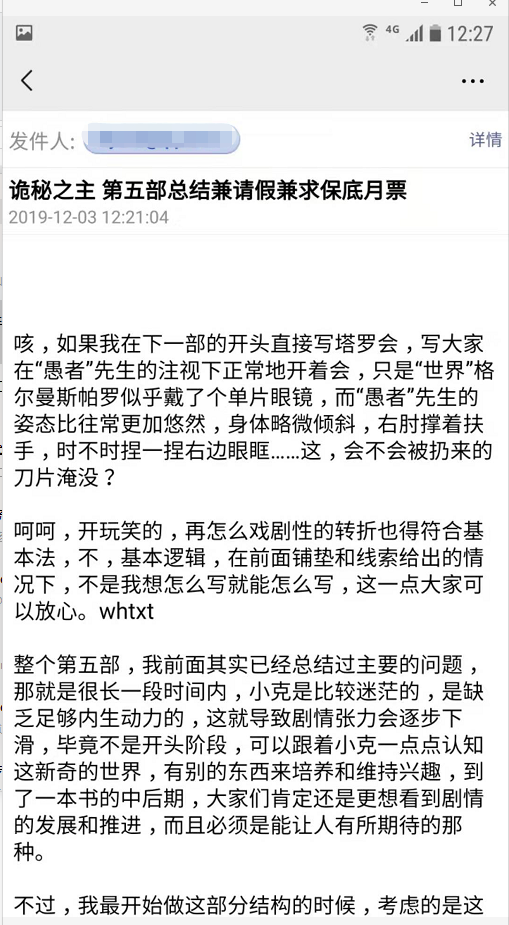 4G 12:27
发件人:
详情
诡秘之主 第五部总结兼请假兼求保底月票
2019-12-03 12:21:04
咳，如果我在下一部的开头直接写塔罗会，写大家
在“愚者”先生的注视下正常地开着会，只是“世界”格
尔曼斯帕罗似乎戴了个单片眼镜，而“愚者”先生的
姿态比往常更加悠然，身体略微倾斜，右肘撑着扶
手，时不时捏一捏右边眼眶……这，会不会被扔来的
刀片淹没？
呵呵，开玩笑的，再怎么戏剧性的转折也得符合基
本法，不，基本逻辑，在前面铺垫和线索给出的情
况下，不是我想怎么写就能怎么写，这一点大家可
以放心。whtxt
整个第五部，我前面其实已经总结过主要的问题，
那就是很长一段时间内，小克是比较迷茫的，是缺
乏足够内生动力的，这就导致剧情张力会逐步下
滑，毕竟不是开头阶段，可以跟着小克一点点认知
这新奇的世界，有别的东西来培养和维持兴趣，到
了一本书的中后期，大家们肯定还是更想看到剧情
的发展和推进，而且必须是能让人有所期待的那
种。
不过，我最开始做这部分结构的时候，考虑的是这